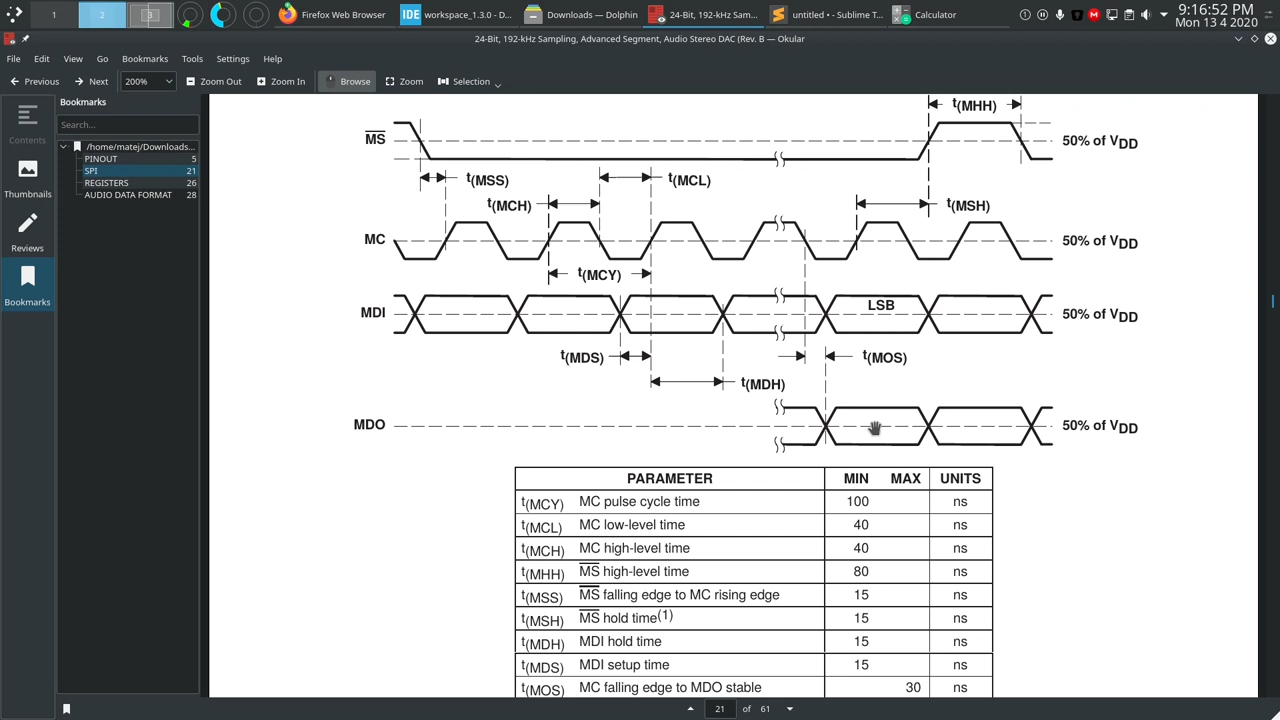 1
2
3
Firefox Web Browser
IDE workspace_1.3.0 - D...
Downloads — Dolphin
24-Bit, 192-kHz Sam...
untitled • - Sublime T...
Calculator
9:16:52 PM
Mon 13 4 2020
24-Bit, 192-kHz Sampling, Advanced Segment, Audio Stereo DAC (Rev. B — Okular
File Edit View Go Bookmarks Tools Settings Help
Previous Next 200% Zoom Out Zoom In Browse Zoom Selection
Contents
Thumbnails
Reviews
Bookmarks
Bookmarks
Search...
/home/matej/Downloads...
PINOUT 5
SPI 21
REGISTERS 26
AUDIO DATA FORMAT 28
t(MHH)
MS 50% of VDD
t(MSS) t(MCL)
t(MCH) t(MSH)
MC 50% of VDD
t(MCY)
LSB
MDI 50% of VDD
t(MDS) t(MOS)
t(MDH)
MDO 50% of VDD
PARAMETER MIN MAX UNITS
t(MCY) MC pulse cycle time 100 ns
t(MCL) MC low-level time 40 ns
t(MCH) MC high-level time 40 ns
t(MHH) MS high-level time 80 ns
t(MSS) MS falling edge to MC rising edge 15 ns
t(MSH) MS hold time(1) 15 ns
t(MDH) MDI hold time 15 ns
t(MDS) MDI setup time 15 ns
t(MOS) MC falling edge to MDO stable 30 ns
21 of 61